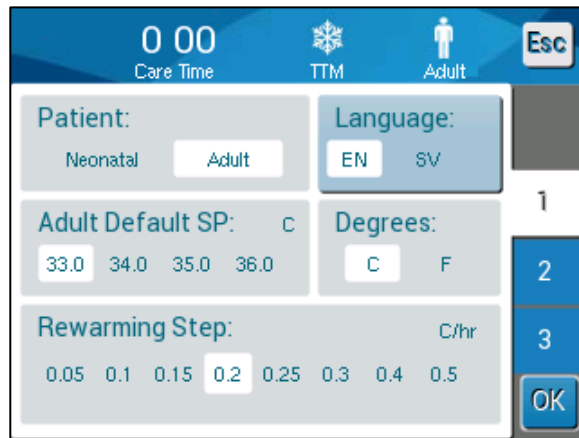 0 00
Care Time
TTM
Adult
Esc
Patient:
Neonatal Adult
Language:
EN SV
Adult Default SP: C
33.0 34.0 35.0 36.0
Degrees:
C F
Rewarming Step: C/hr
0.05 0.1 0.15 0.2 0.25 0.3 0.4 0.5
1
2
3
OK